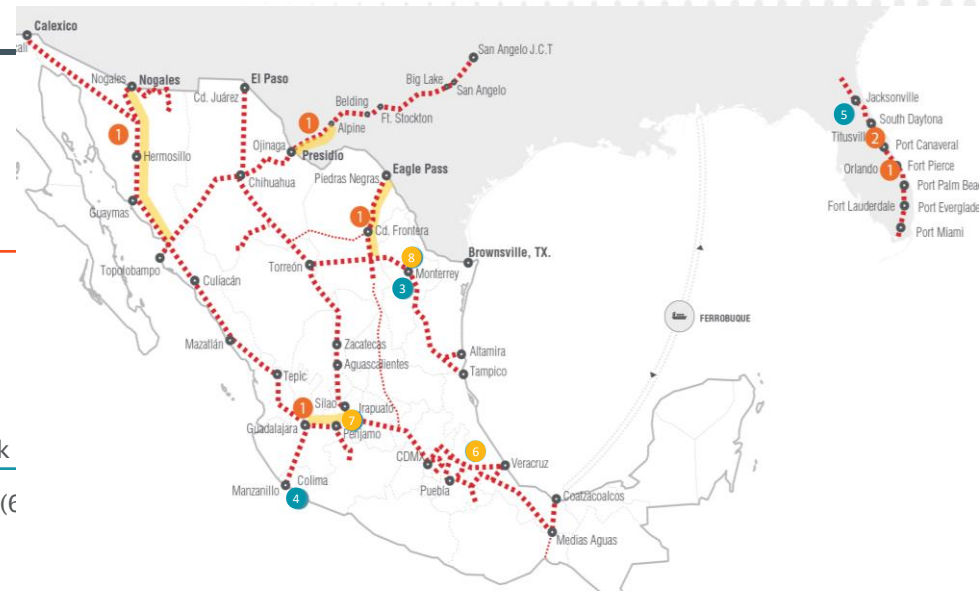 Calexico
ali
Nogales
Nogales
El Paso
Cd. Juárez
San Angelo J.C.T
Big Lake
San Angelo
Belding
Ft. Stockton
Alpine
1
1
Ojinaga
Presidio
Hermosillo
Chihuahua
Piedras Negras
Eagle Pass
Guaymas
1
Cd. Frontera
Topolobampo
Torreón
8
Monterrey
3
Brownsville, TX.
Culiacán
Mazatlán
Zacatecas
Aguascalientes
Altamira
Tampico
Tepic
1
Silao
Irapuato
7
Guadalajara
Penjamo
CDMX
6
Veracruz
Puebla
Colima
Manzanillo
4
Coatzacoalcos
Medias Aguas
FERROBUQUE
Jacksonville
5
South Daytona
Titusvill
2
Port Canaveral
Orlando
1
Fort Pierce
Port Palm Bea
Fort Lauderdale
Port Everglade
Port Miami
k
(6